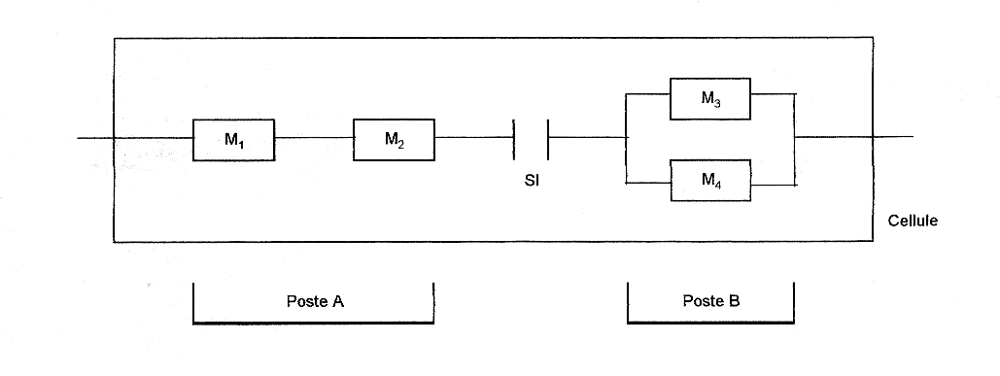 M3
M1
M2
SI
M4
Cellule
Poste A
Poste B